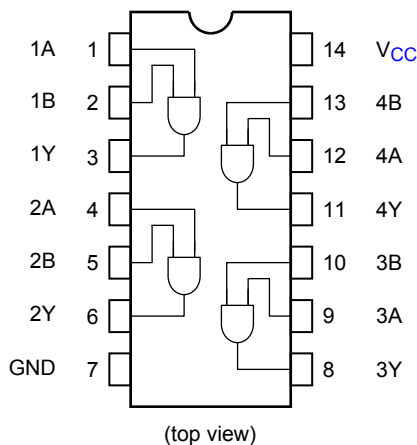 1A 1 14 VCC
1B 2 13 4B
1Y 3 12 4A
2A 4 11 4Y
2B 5 10 3B
2Y 6 9 3A
GND 7 8 3Y
(top view)